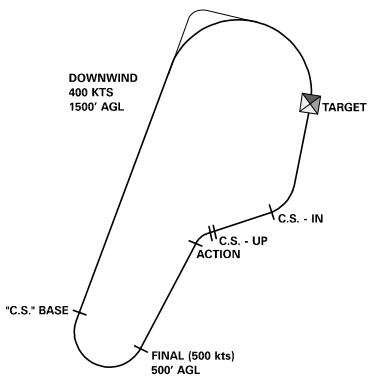 DOWNWIND
400 KTS
1500' AGL
TARGET
C.S. - IN
C.S. - UP
ACTION
"C.S." BASE
FINAL (500 kts)
500' AGL